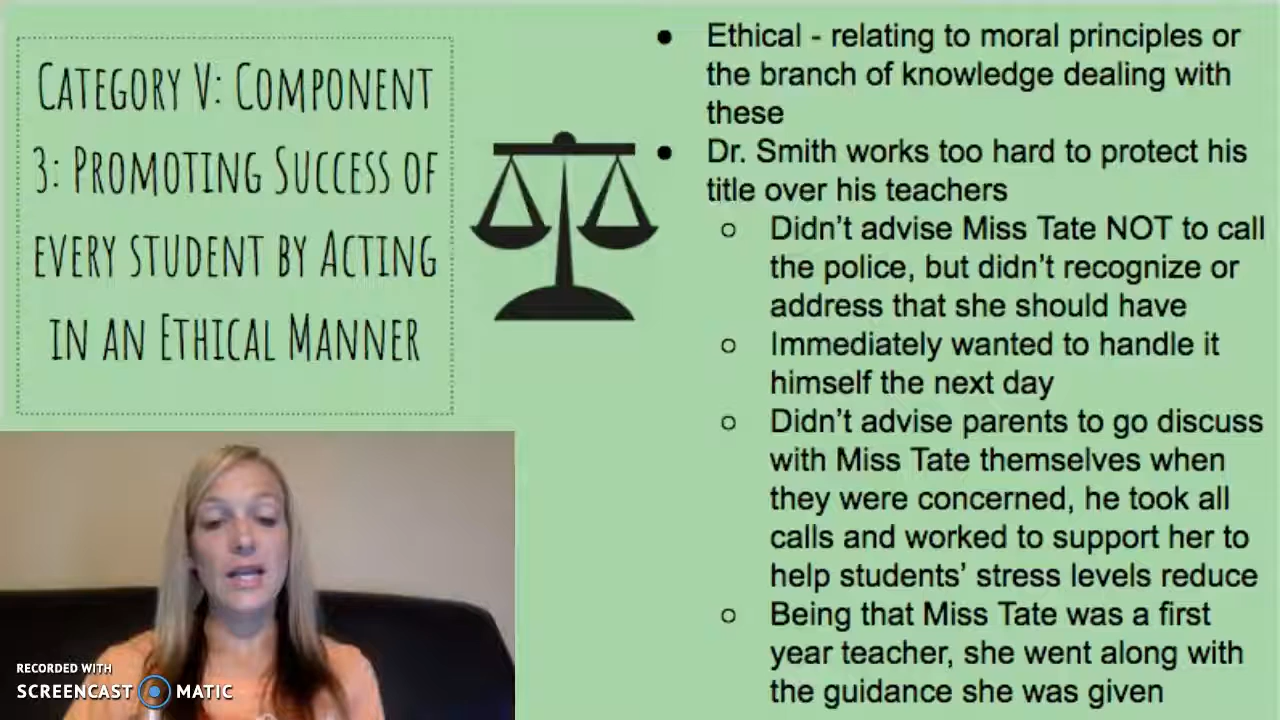 CATEGORY V: COMPONENT
3: PROMOTING SUCCESS OF
EVERY STUDENT BY ACTING
IN AN ETHICAL MANNER
● Ethical - relating to moral principles or
the branch of knowledge dealing with
these
● Dr. Smith works too hard to protect his
title over his teachers
○ Didn’t advise Miss Tate NOT to call
the police, but didn’t recognize or
address that she should have
○ Immediately wanted to handle it
himself the next day
○ Didn’t advise parents to go discuss
with Miss Tate themselves when
they were concerned, he took all
calls and worked to support her to
help students’ stress levels reduce
○ Being that Miss Tate was a first
year teacher, she went along with
the guidance she was given
RECORDED WITH
SCREENCAST MATIC